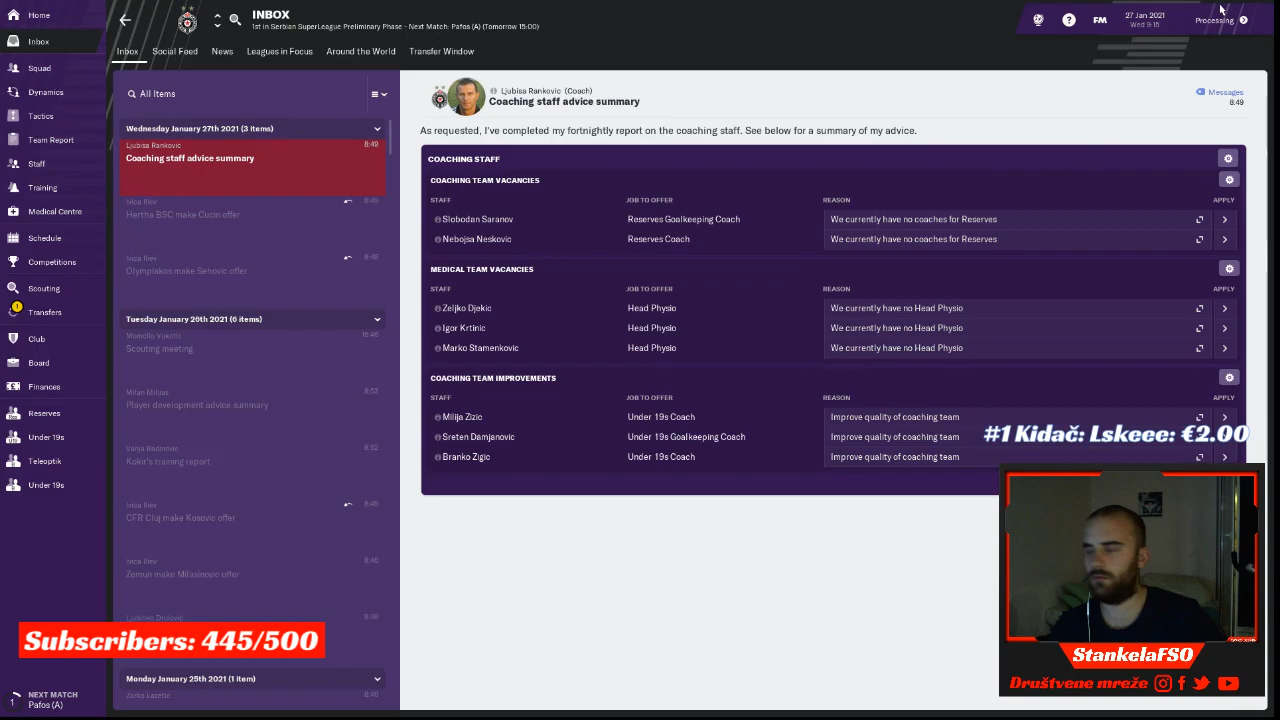 Home
Inbox
Squad
Dynamics
Tactics
Team Report
Staff
Training
Medical Centre
Schedule
Competitions
Scouting
1
Transfers
Club
Board
Finances
Reserves
Under 19s
Teleoptik
Under 19s
NEXT MATCH
Pafos (A)
INBOX
1st in Serbian SuperLeague Preliminary Phase - Next Match: Pafos (A) (Tomorrow 15:00)
FM
27 Jan 2021
Wed 9:15
Processing
Inbox
Social Feed
News
Leagues in Focus
Around the World
Transfer Window
All Items
Wednesday January 27th 2021 (3 items)
Ljubisa Rankovic 8:49
Coaching staff advice summary
Ivica Iliev 8:49
Hertha BSC make Cucin offer
Ivica Iliev 8:48
Olympiakos make Sehovic offer
Tuesday January 26th 2021 (6 items)
Momcilo Vukotic 16:46
Scouting meeting
Milan Milijas 8:53
Player development advice summary
Vanja Radinovic 8:52
Kokir's training report
Ivica Iliev 8:49
CFR Cluj make Kosovic offer
Ivica Iliev 8:46
Zemun make Milasinovic offer
Ljubinko Drulovic 8:38
Monday January 25th 2021 (1 item)
Zarko Lazetic 8:46
Ljubisa Rankovic (Coach)
Coaching staff advice summary
Messages
8:49
As requested, I've completed my fortnightly report on the coaching staff. See below for a summary of my advice.
COACHING STAFF
COACHING TEAM VACANCIES
STAFF JOB TO OFFER REASON APPLY
Slobodan Saranov Reserves Goalkeeping Coach We currently have no coaches for Reserves
Nebojsa Neskovic Reserves Coach We currently have no coaches for Reserves
MEDICAL TEAM VACANCIES
STAFF JOB TO OFFER REASON APPLY
Zeljko Djekic Head Physio We currently have no Head Physio
Igor Krtinic Head Physio We currently have no Head Physio
Marko Stamenkovic Head Physio We currently have no Head Physio
COACHING TEAM IMPROVEMENTS
STAFF JOB TO OFFER REASON APPLY
Milija Zizic Under 19s Coach Improve quality of coaching team
Sreten Damjanovic Under 19s Goalkeeping Coach Improve quality of coaching team
Branko Zigic Under 19s Coach Improve quality of coaching team
#1 Kidač: Lskeee: €2.00
Subscribers: 445/500
StankelaFSO
Društvene mreže